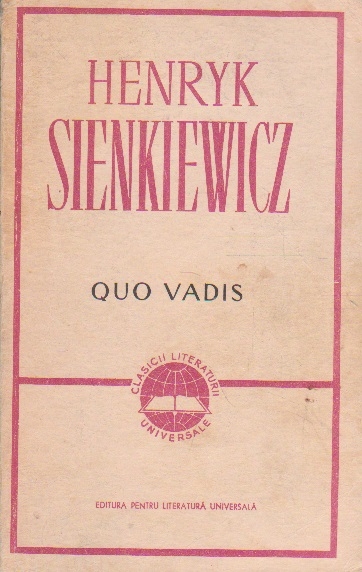 HENRYK
SIENKIEWICZ
QUO VADIS
CLASICII LITERATURII
UNIVERSALE
EDITURA PENTRU LITERATURĂ UNIVERSALĂ